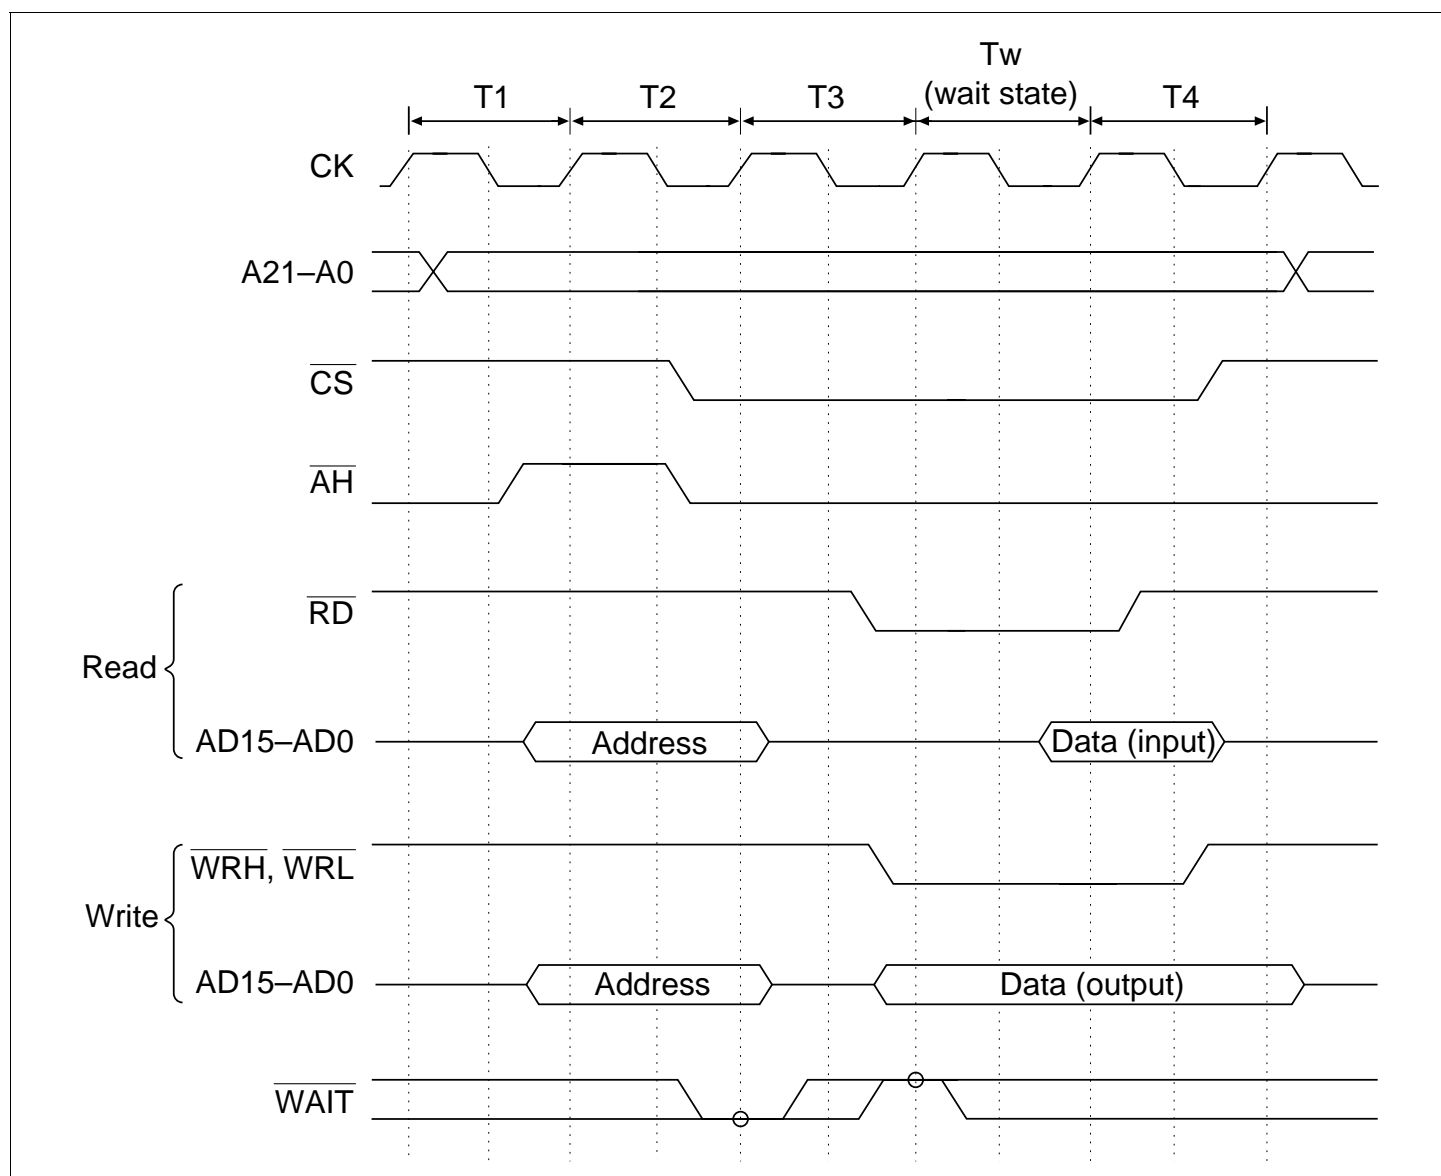 Tw
T1 T2 T3 (wait state) T4
CK
A21–A0
CS
AH
RD
Read
AD15–AD0 Address Data (input)
WRH, WRL
Write
AD15–AD0 Address Data (output)
WAIT